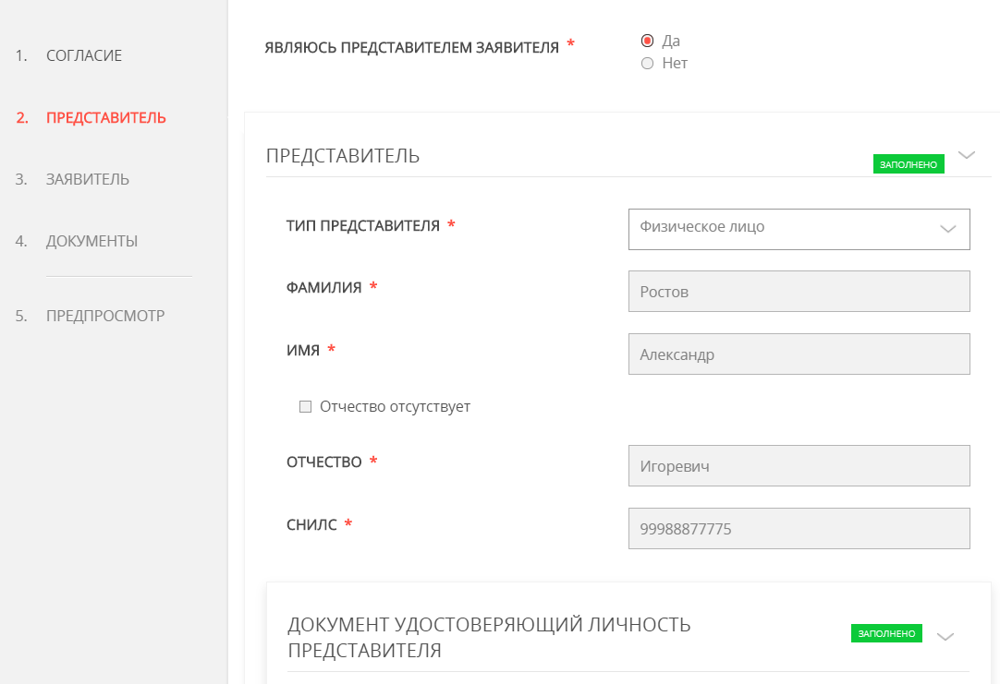 1. СОГЛАСИЕ
2. ПРЕДСТАВИТЕЛЬ
3. ЗАЯВИТЕЛЬ
4. ДОКУМЕНТЫ
5. ПРЕДПРОСМОТР
ЯВЛЯЮСЬ ПРЕДСТАВИТЕЛЕМ ЗАЯВИТЕЛЯ *
Да
Нет
ПРЕДСТАВИТЕЛЬ
ЗАПОЛНЕНО
ТИП ПРЕДСТАВИТЕЛЯ * Физическое лицо
ФАМИЛИЯ * Ростов
ИМЯ * Александр
Отчество отсутствует
ОТЧЕСТВО * Игоревич
СНИЛС * 99988877775
ДОКУМЕНТ УДОСТОВЕРЯЮЩИЙ ЛИЧНОСТЬ
ПРЕДСТАВИТЕЛЯ
ЗАПОЛНЕНО